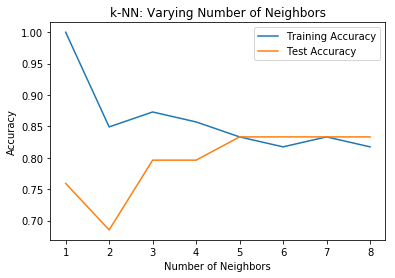 k-NN: Varying Number of Neighbors
Training Accuracy
Test Accuracy
1.00
0.95
0.90
0.85
0.80
0.75
0.70
Accuracy
1 2 3 4 5 6 7 8
Number of Neighbors